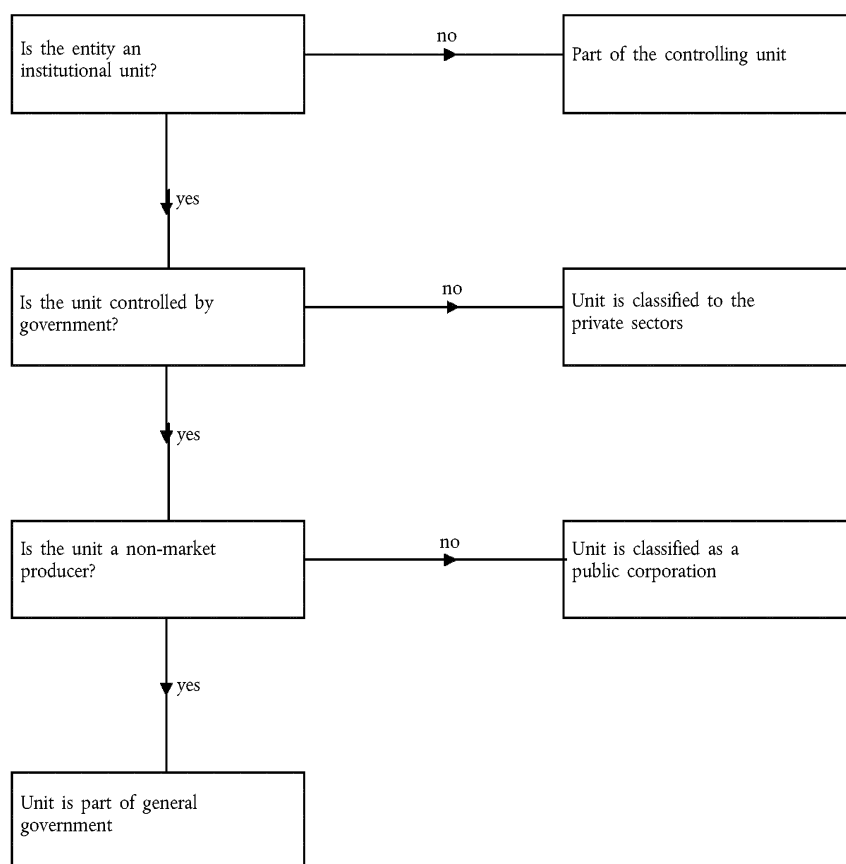 Is the entity an
institutional unit?
no
Part of the controlling unit
yes
Is the unit controlled by
government?
no
Unit is classified to the
private sectors
yes
Is the unit a non-market
producer?
no
Unit is classified as a
public corporation
yes
Unit is part of general
government